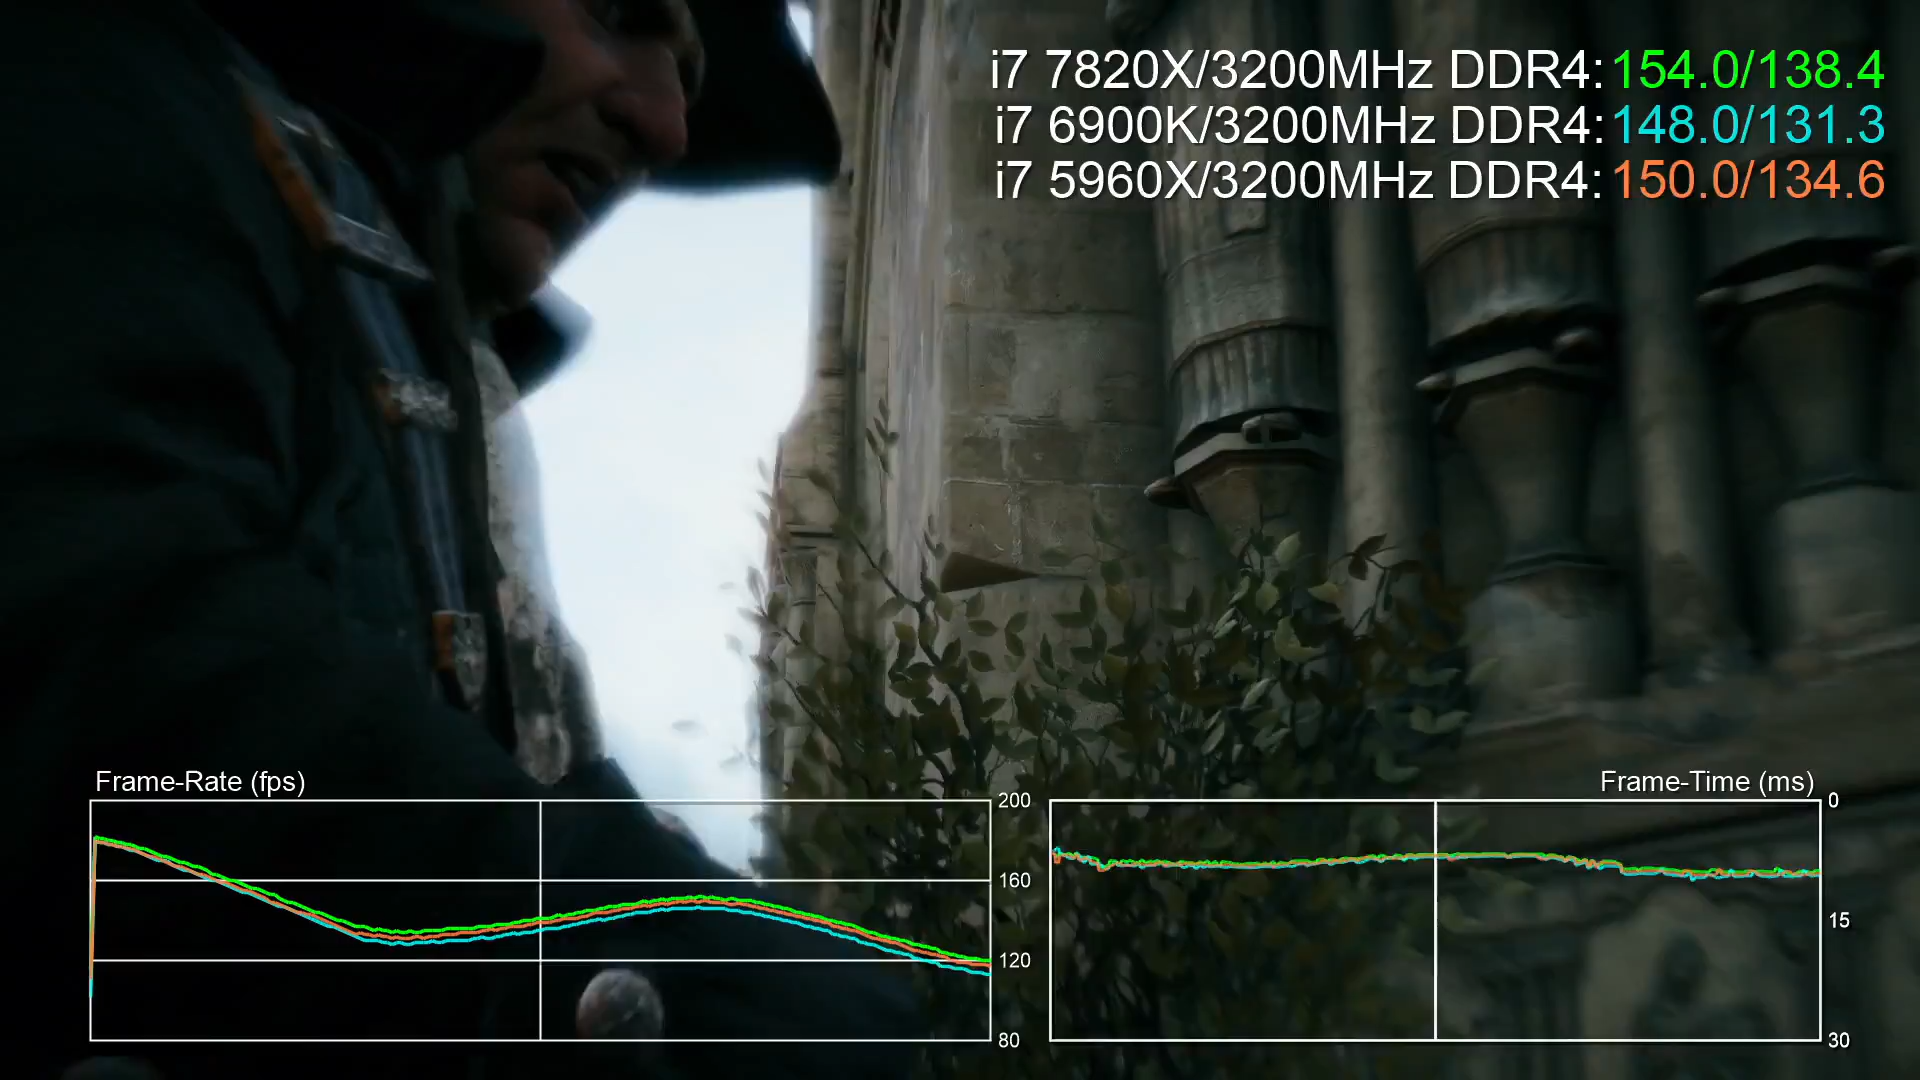 i7 7820X/3200MHz DDR4:154.0/138.4
i7 6900K/3200MHz DDR4:148.0/131.3
i7 5960X/3200MHz DDR4:150.0/134.6
Frame-Rate (fps)
200
160
120
80
Frame-Time (ms)
0
15
30